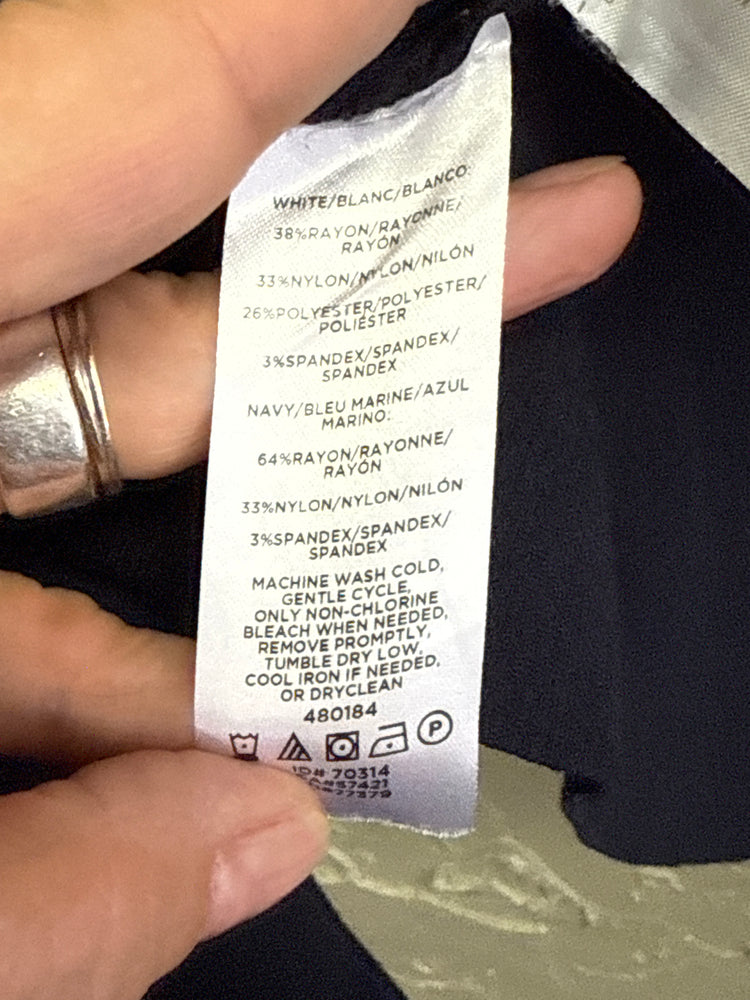 WHITE/BLANC/BLANCO:
38%RAYON/RAYONNE/
RAYÓN
33%NYLON/NYLON/NILÓN
26%POLYESTER/POLYESTER/
POLIÉSTER
3%SPANDEX/SPANDEX/
SPANDEX
NAVY/BLEU MARINE/AZUL
MARINO:
64%RAYON/RAYONNE/
RAYÓN
33%NYLON/NYLON/NILÓN
3%SPANDEX/SPANDEX/
SPANDEX
MACHINE WASH COLD,
GENTLE CYCLE,
ONLY NON-CHLORINE
BLEACH WHEN NEEDED,
REMOVE PROMPTLY,
TUMBLE DRY LOW,
COOL IRON IF NEEDED,
OR DRYCLEAN
480184
P
ID# 70314